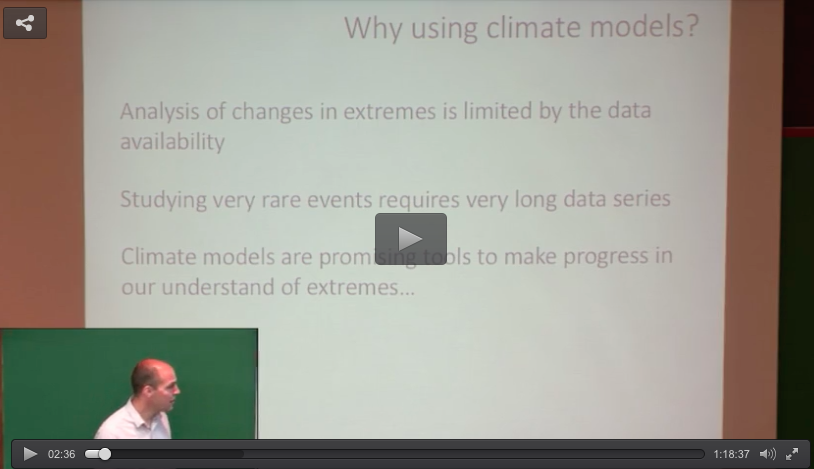 Why using climate models?
Analysis of changes in extremes is limited by the data
availability
Studying very rare events requires very long data series
Climate models are promising tools to make progress in
our understand of extremes...
02:36
1:18:37